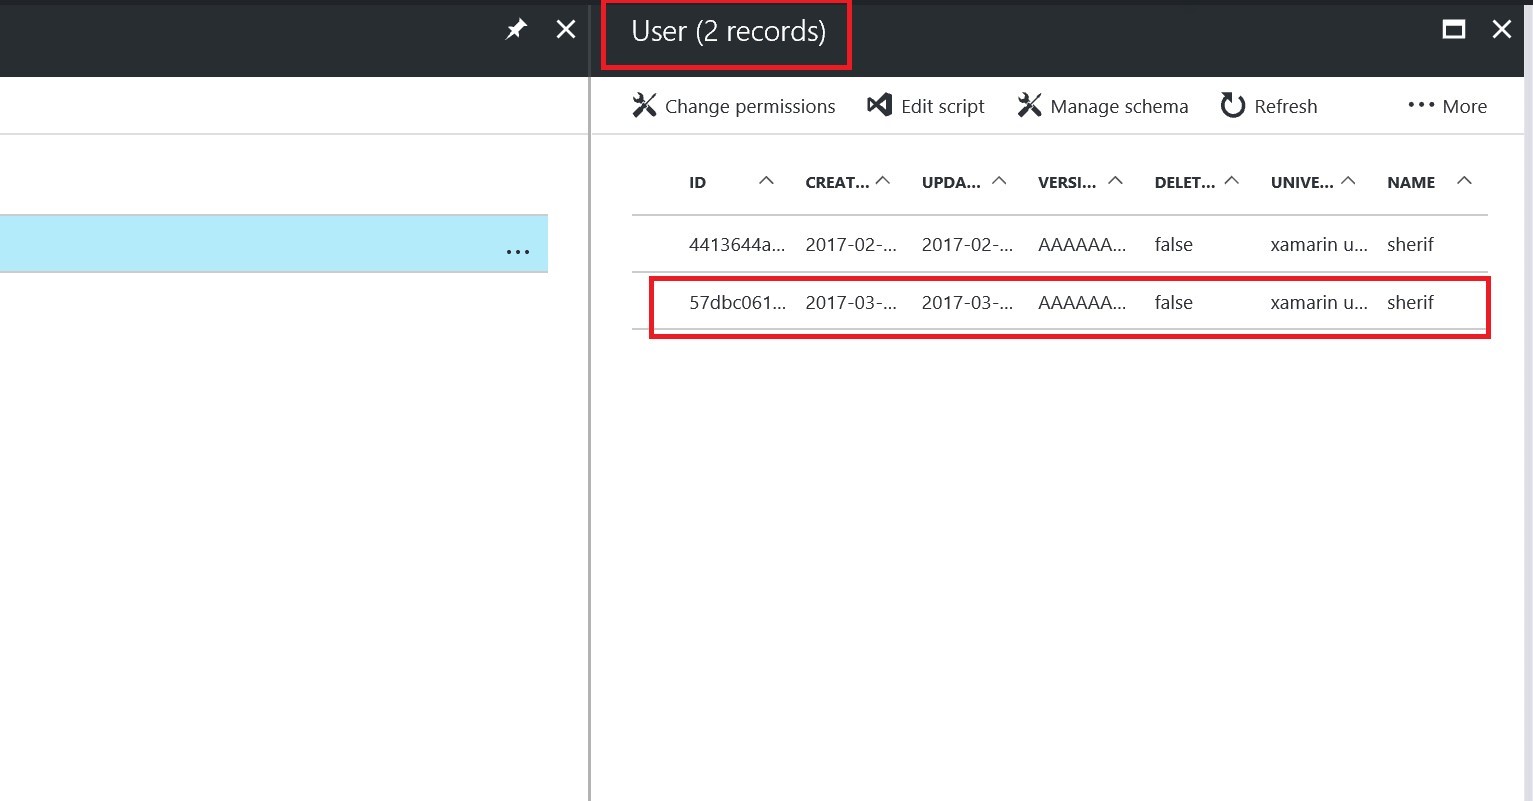 User (2 records)
Change permissions Edit script Manage schema Refresh ... More
ID CREAT... UPDA... VERSI... DELET... UNIVE... NAME
4413644a... 2017-02-... 2017-02-... AAAAAA... false xamarin u... sherif
...
57dbc061... 2017-03-... 2017-03-... AAAAAA... false xamarin u... sherif